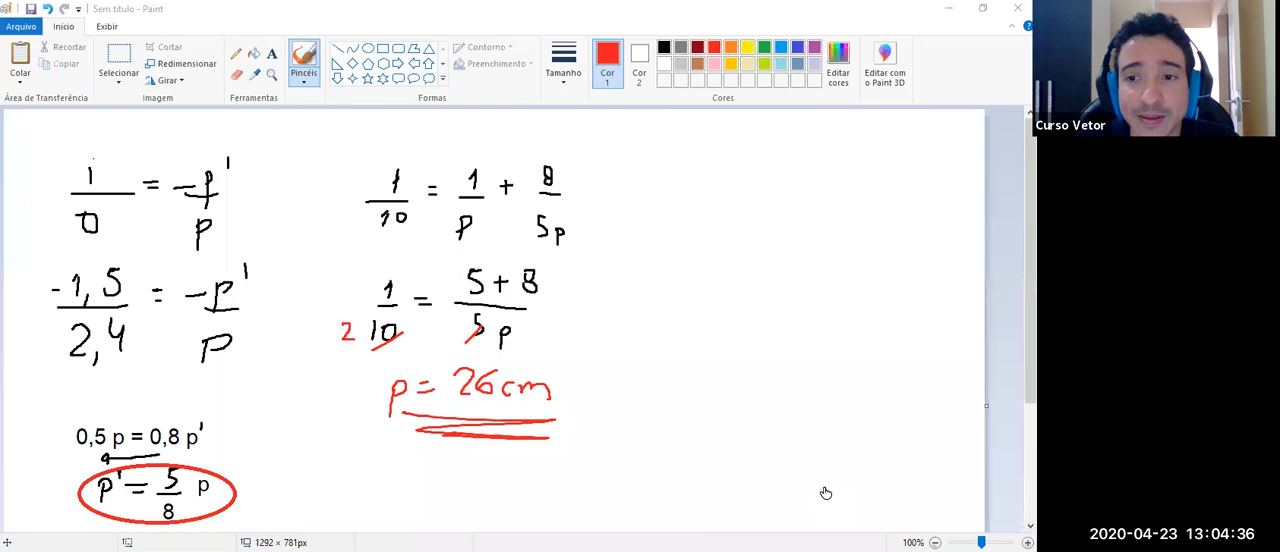 Sem título - Paint
Arquivo Início Exibir
Colar
Recortar
Copiar
Área de Transferência
Selecionar
Cortar
Redimensionar
Girar
Imagem
A
Ferramentas
Pincéis
Contorno
Preenchimento
Formas
Tamanho
Cor 1
Cor 2
Editar cores
Cores
Editar com o Paint 3D
Curso Vetor
i/o = -p'/p
-1,5/2,4 = -p'/p
0,5 p = 0,8 p'
p' = 5/8 p
1/10 = 1/p + 8/5p
1/10 = 5+8/5p
2
p = 26cm
1292 × 781px
100%
2020-04-23 13:04:36